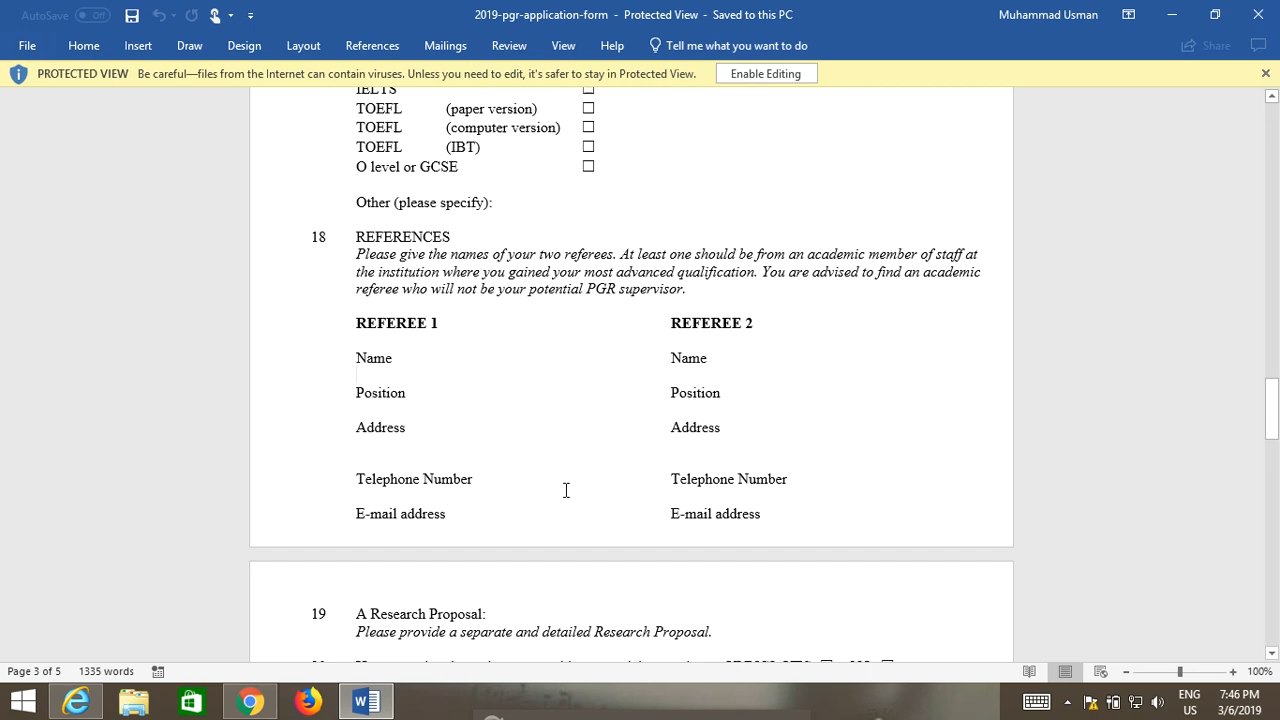 AutoSave Off
2019-pgr-application-form - Protected View - Saved to this PC
Muhammad Usman
File Home Insert Draw Design Layout References Mailings Review View Help Tell me what you want to do Share
PROTECTED VIEW Be careful—files from the Internet can contain viruses. Unless you need to edit, it's safer to stay in Protected View. Enable Editing
IELTS
TOEFL (paper version)
TOEFL (computer version)
TOEFL (IBT)
O level or GCSE
Other (please specify):
18 REFERENCES
Please give the names of your two referees. At least one should be from an academic member of staff at
the institution where you gained your most advanced qualification. You are advised to find an academic
referee who will not be your potential PGR supervisor.
REFEREE 1 REFEREE 2
Name Name
Position Position
Address Address
Telephone Number Telephone Number
E-mail address E-mail address
19 A Research Proposal:
Please provide a separate and detailed Research Proposal.
Page 3 of 5 1335 words 100%
ENG 7:46 PM
US 3/6/2019